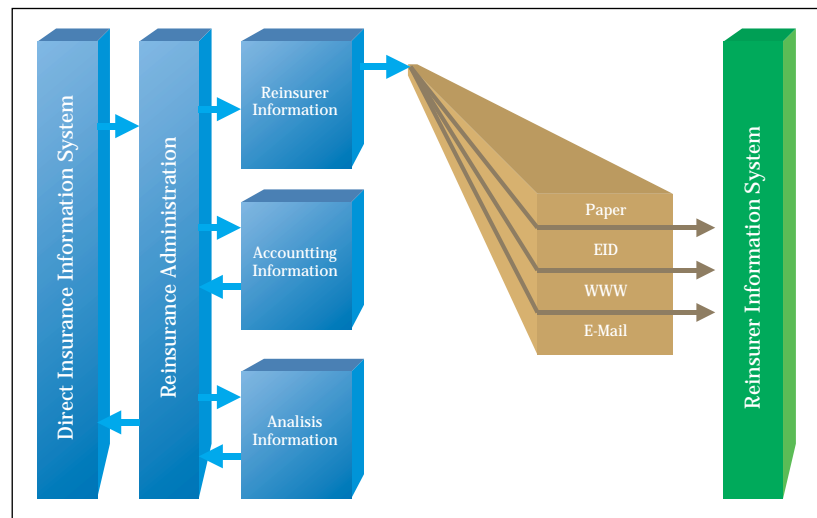 Direct Insurance Information System
Reinsurance Administration
Reinsurer
Information
Accountting
Information
Analisis
Information
Paper
EID
WWW
E-Mail
Reinsurer Information System